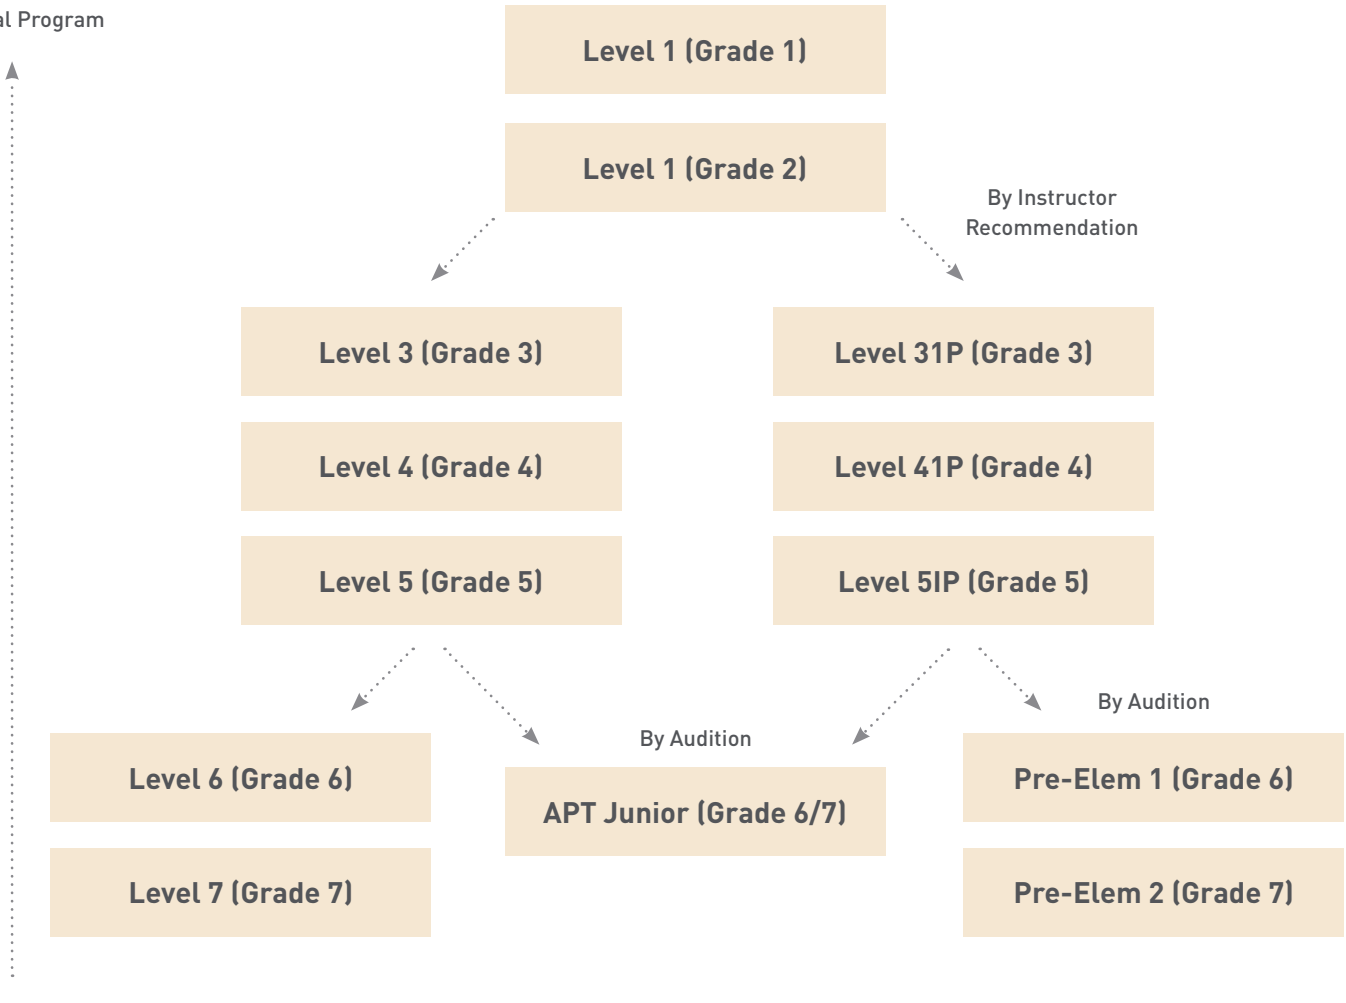 al Program
Level 1 (Grade 1)
Level 1 (Grade 2)
By Instructor
Recommendation
Level 3 (Grade 3)
Level 31P (Grade 3)
Level 4 (Grade 4)
Level 41P (Grade 4)
Level 5 (Grade 5)
Level 5IP (Grade 5)
By Audition
By Audition
Level 6 (Grade 6)
APT Junior (Grade 6/7)
Pre-Elem 1 (Grade 6)
Level 7 (Grade 7)
Pre-Elem 2 (Grade 7)